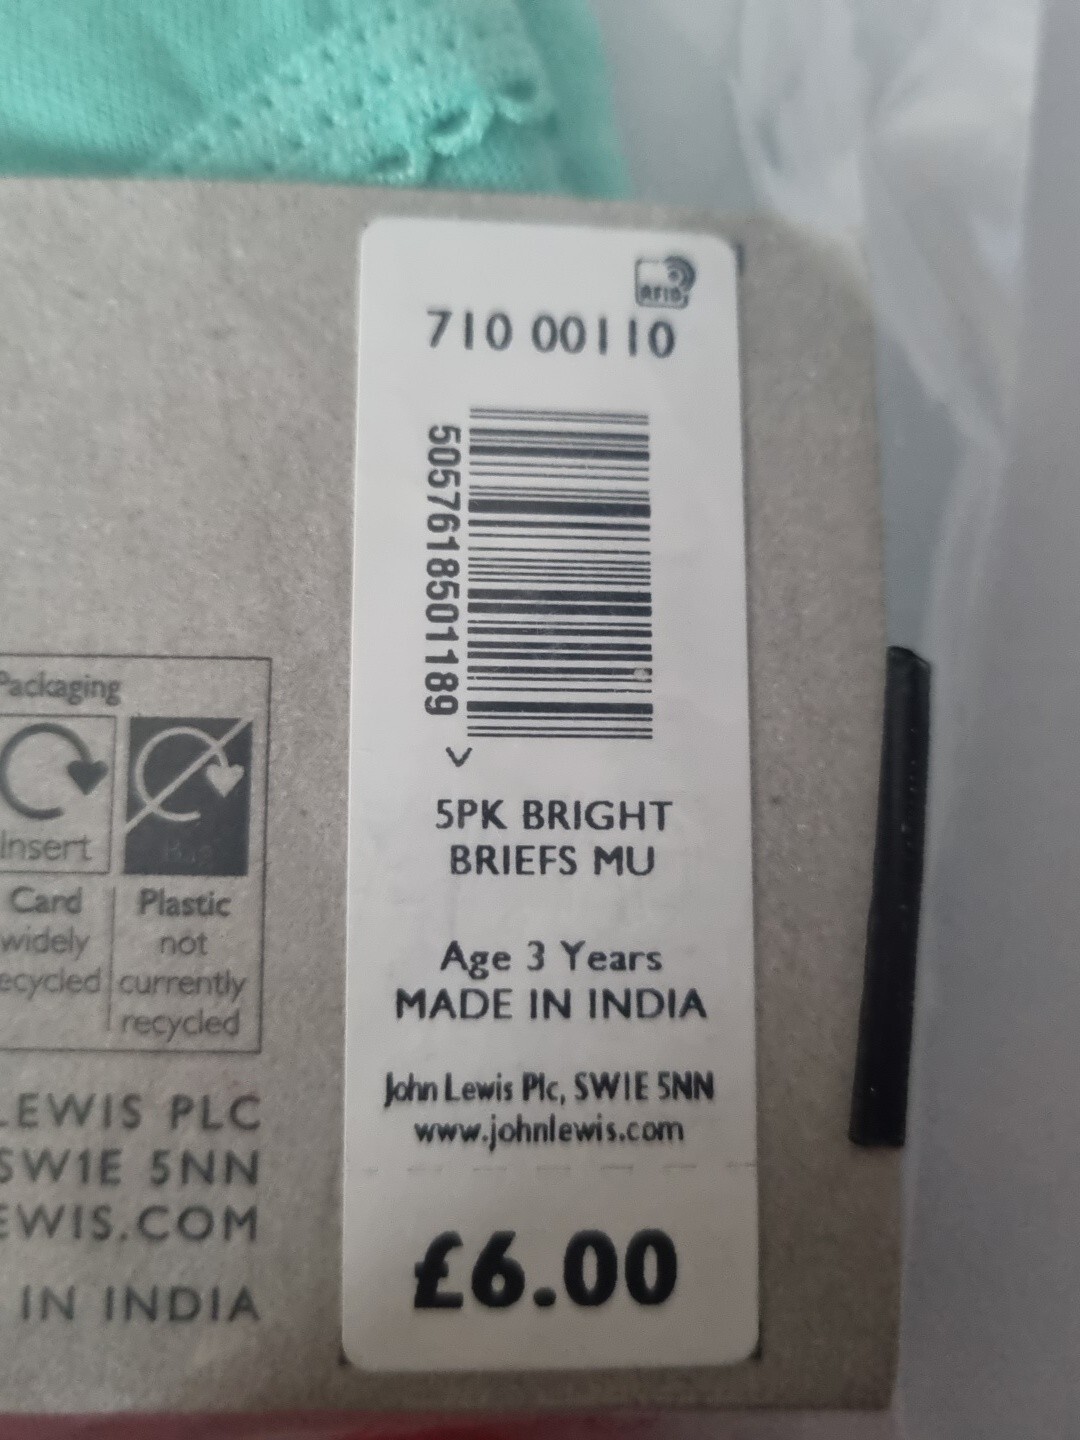 RFID
710 00110
5057618501189
>
5PK BRIGHT
BRIEFS MU
Age 3 Years
MADE IN INDIA
John Lewis Plc, SW1E 5NN
www.johnlewis.com
£6.00
Packaging
Insert
Card
widely
ecycled
Plastic
not
currently
recycled
LEWIS PLC
SW1E 5NN
EWIS.COM
IN INDIA